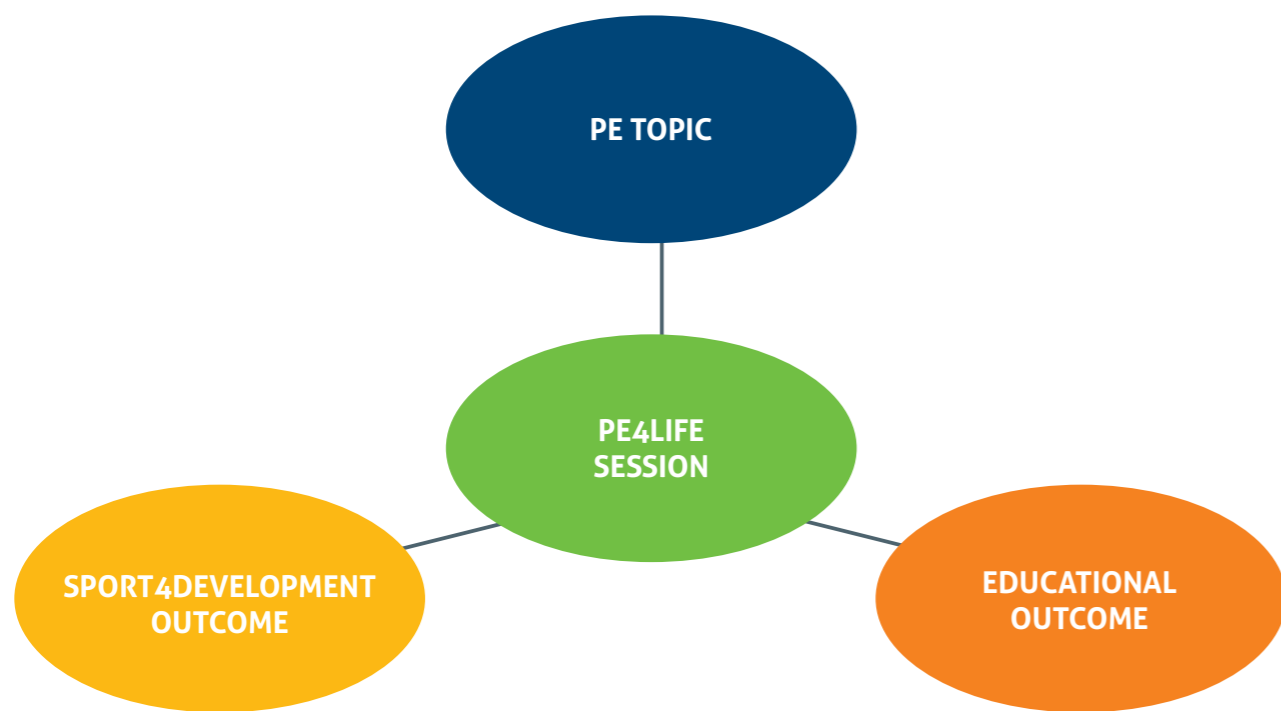 PE TOPIC
PE4LIFE
SESSION
SPORT4DEVELOPMENT
OUTCOME
EDUCATIONAL
OUTCOME